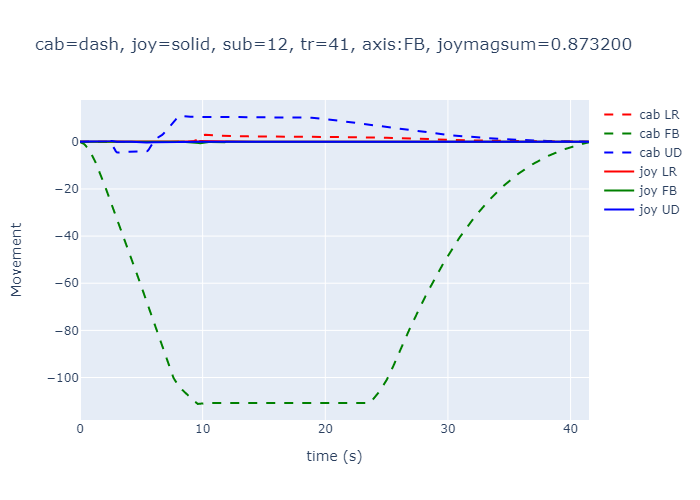 cab=dash, joy=solid, sub=12, tr=41, axis:FB, joymagsum=0.873200
cab LR
cab FB
cab UD
joy LR
joy FB
joy UD
Movement
0
−20
−40
−60
−80
−100
0 10 20 30 40
time (s)